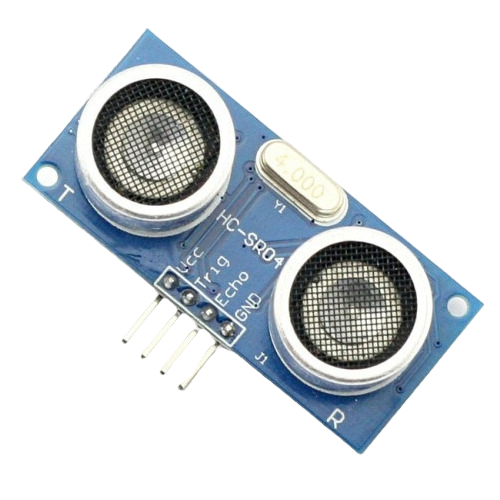 T
4.000
Y1
HC-SR04
Vcc
Trig
Echo
GND
J1
R